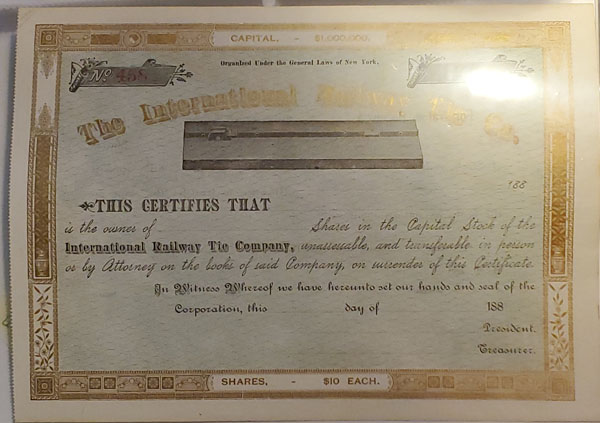 CAPITAL, - $1,000,000.
Organized Under the General Laws of New York.
No 458
The International Railway Tie Co.
188
THIS CERTIFIES THAT
is the owner of Shares in the Capital Stock of the
International Railway Tie Company, unassessable, and transferable in person
or by Attorney on the books of said Company, on surrender of this Certificate.
In Witness Whereof we have hereunto set our hands and seal of the
Corporation, this day of 188
President.
Treasurer.
SHARES, - $10 EACH.